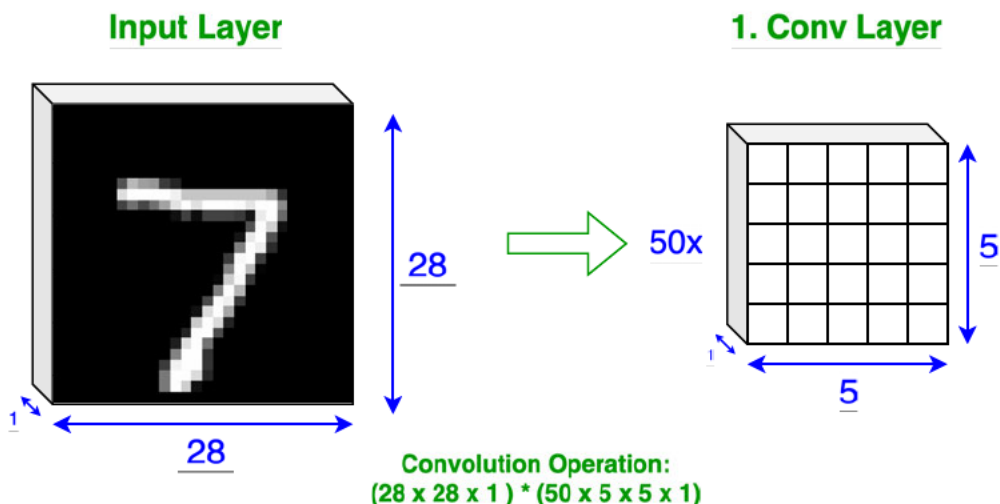 Input Layer
1. Conv Layer
28
50x
5
1
1
28
5
Convolution Operation:
(28 x 28 x 1 ) * (50 x 5 x 5 x 1)